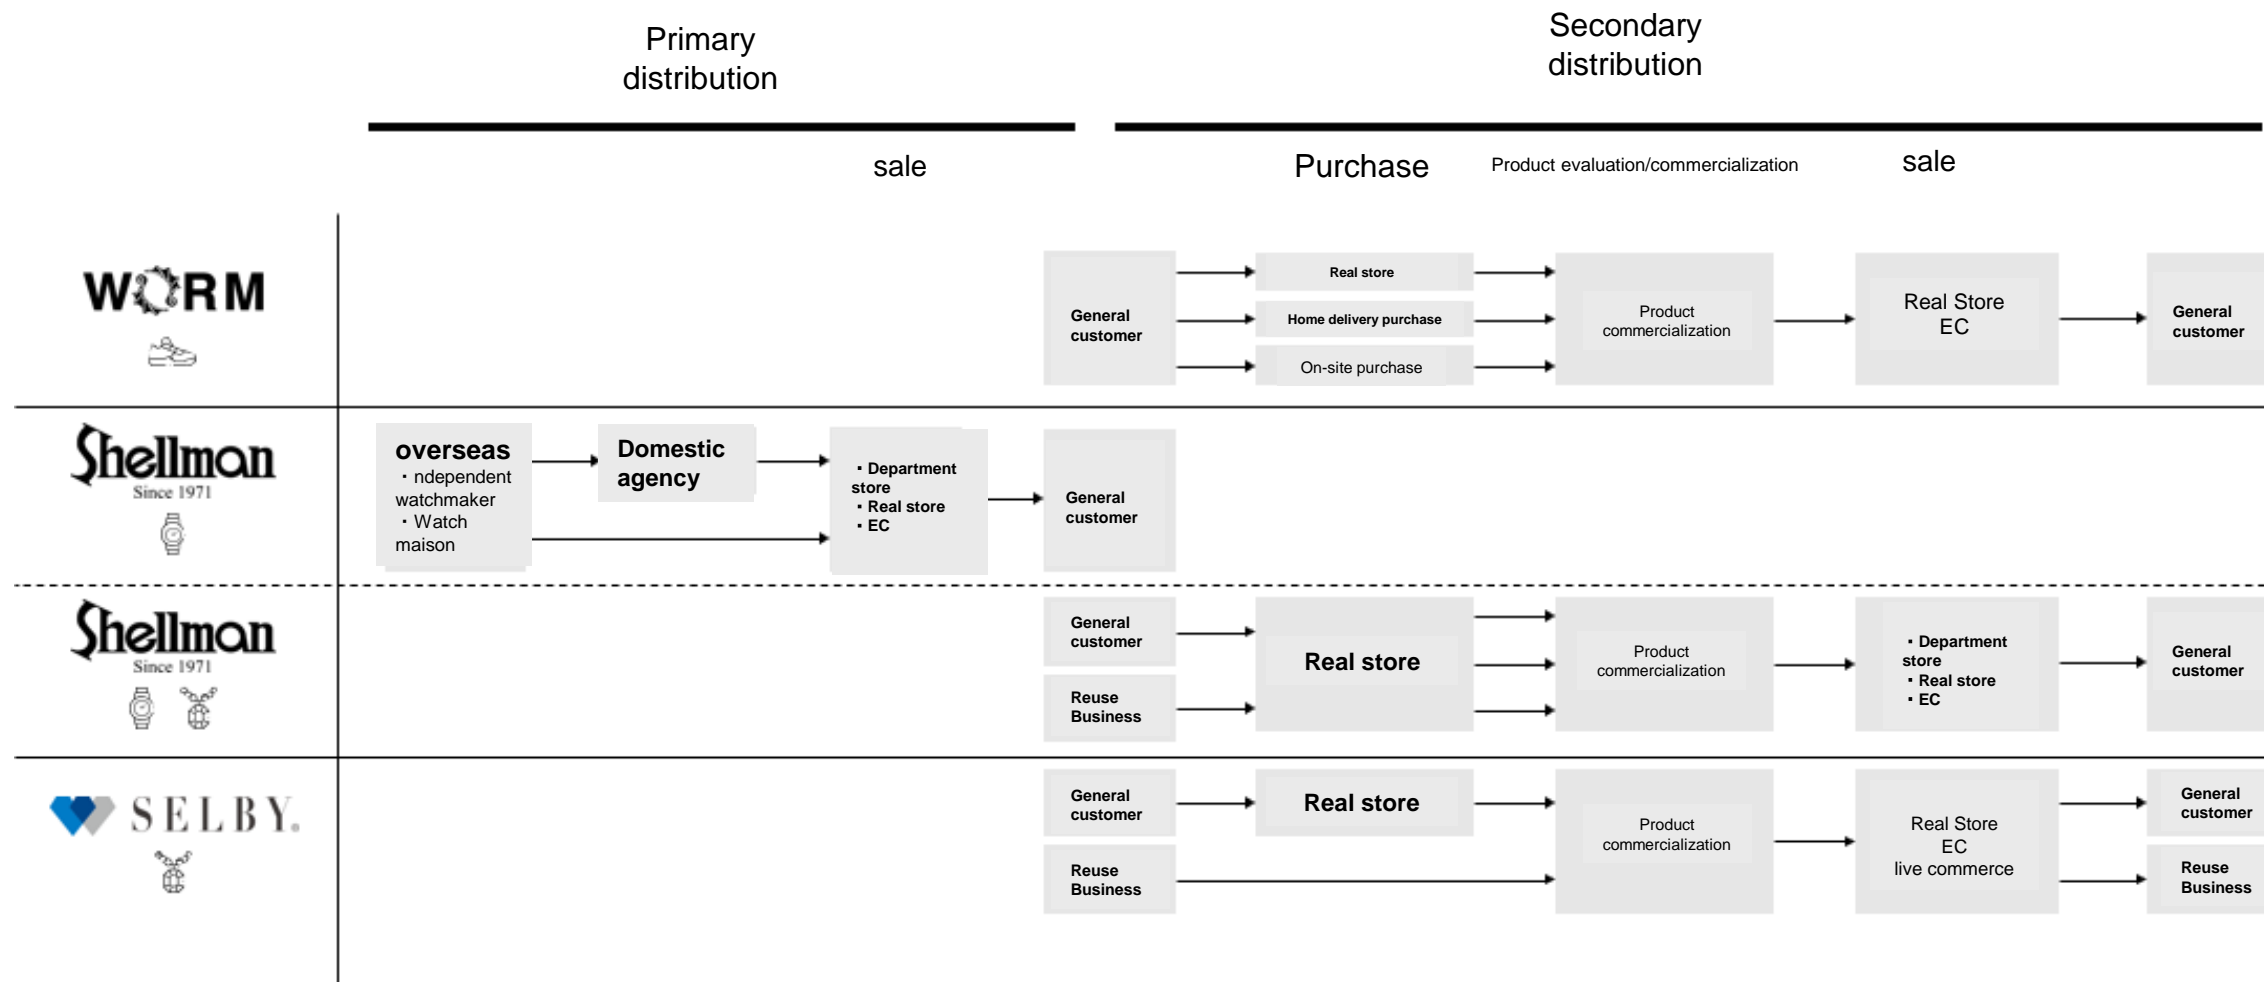 Primary
distribution
Secondary
distribution
sale
Purchase
Product evaluation/commercialization
sale
WORM
General
customer
Real store
Home delivery purchase
On-site purchase
Product
commercialization
Real Store
EC
General
customer
Shellman
Since 1971
overseas
・ndependent
watchmaker
・Watch
maison
Domestic
agency
・Department
store
・Real store
・EC
General
customer
Shellman
Since 1971
General
customer
Reuse
Business
Real store
Product
commercialization
・Department
store
・Real store
・EC
General
customer
SELBY.
General
customer
Reuse
Business
Real store
Product
commercialization
Real Store
EC
live commerce
General
customer
Reuse
Business